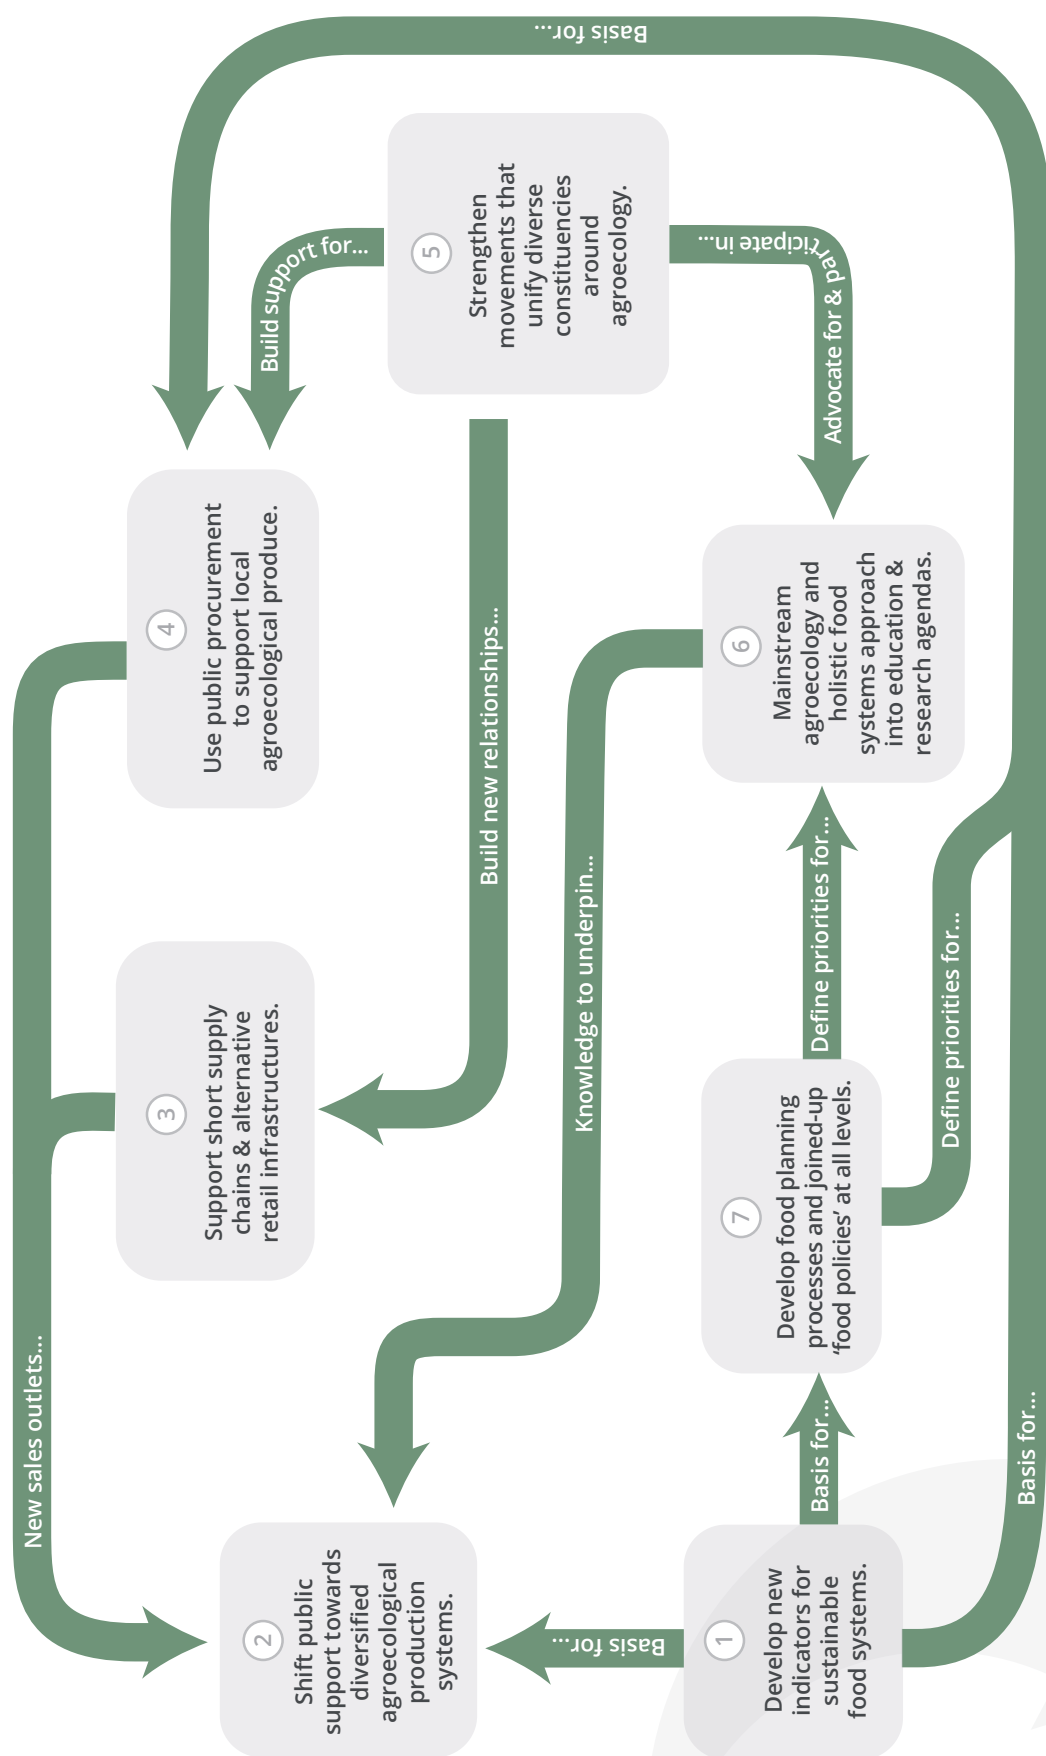 New sales outlets...
2
Shift public
support towards
diversified
agroecological
production
systems.
3
Support short supply
chains & alternative
retail infrastructures.
4
Use public procurement
to support local
agroecological produce.
Build support for...
Basis for...
Build new relationships...
5
Strengthen
movements that
unify diverse
constituencies
around
agroecology.
Knowledge to underpin...
Basis for...
Advocate for & participate in...
1
Develop new
indicators for
sustainable
food systems.
Basis for...
7
Develop food planning
processes and joined-up
‘food policies’ at all levels.
Define priorities for...
6
Mainstream
agroecology and
holistic food
systems approach
into education &
research agendas.
Define priorities for...
Basis for...